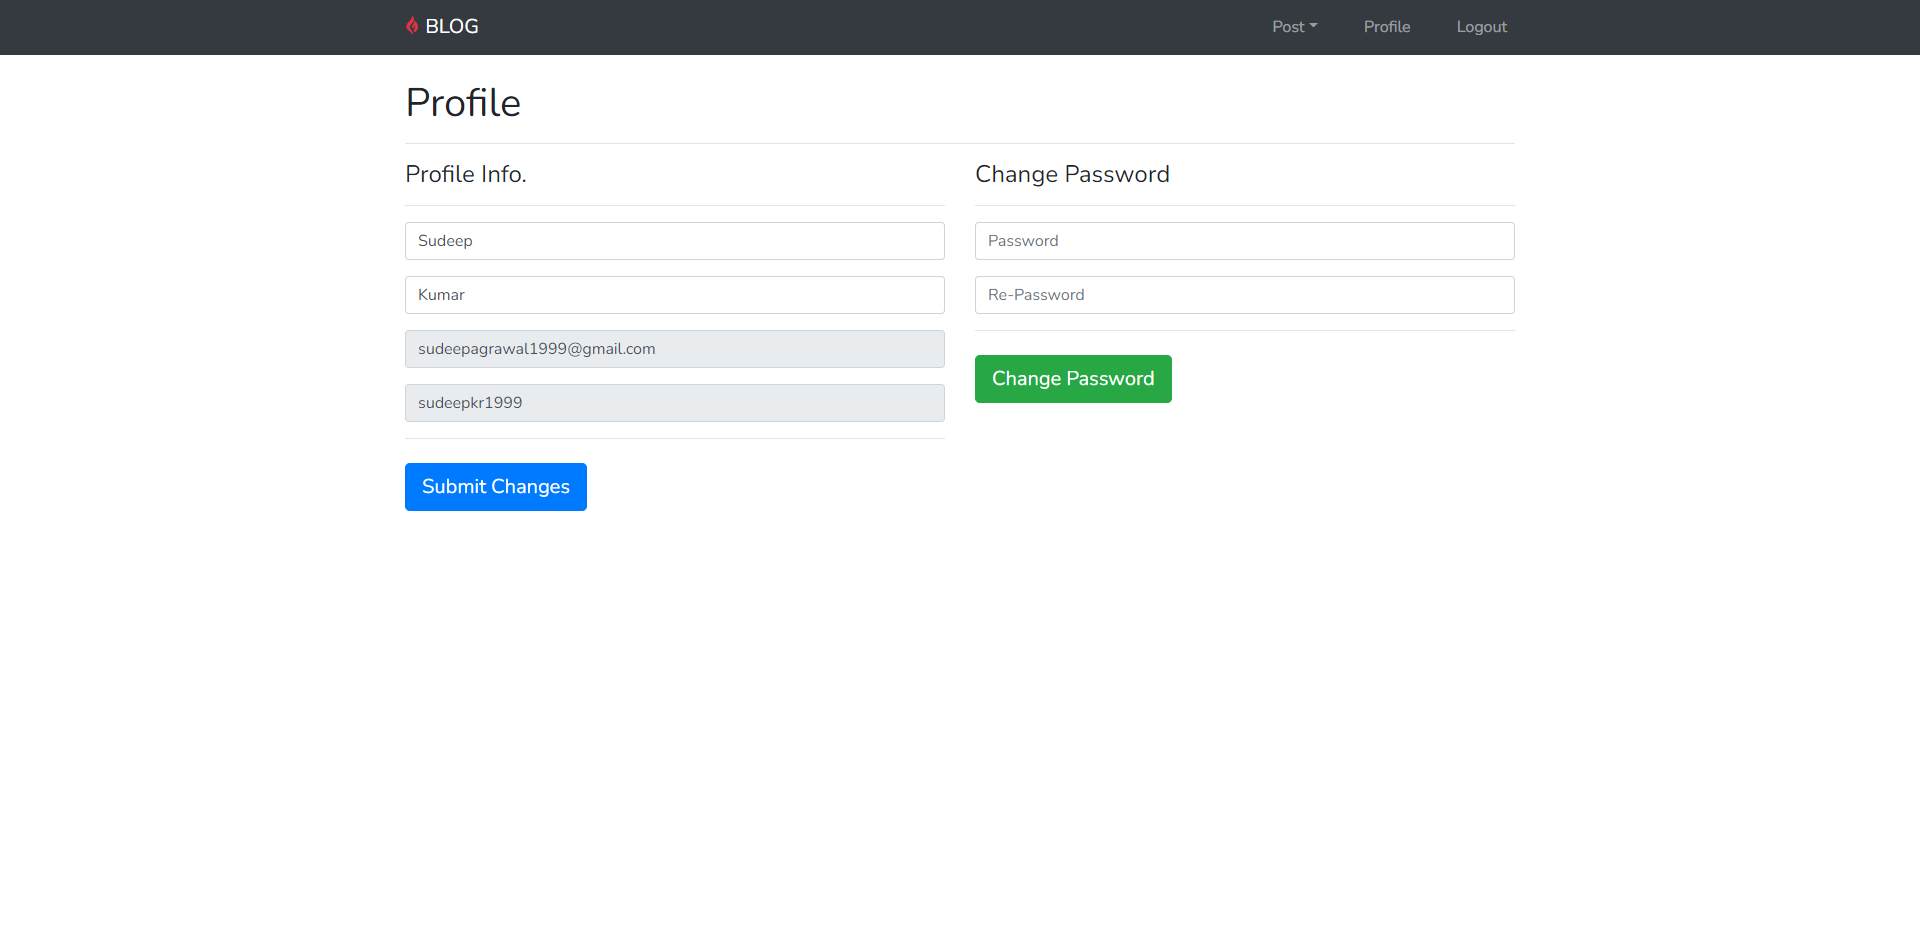 BLOG
Post
Profile
Logout
Profile
Profile Info.
Sudeep
Kumar
sudeepagrawal1999@gmail.com
sudeepkr1999
Submit Changes
Change Password
Password
Re-Password
Change Password